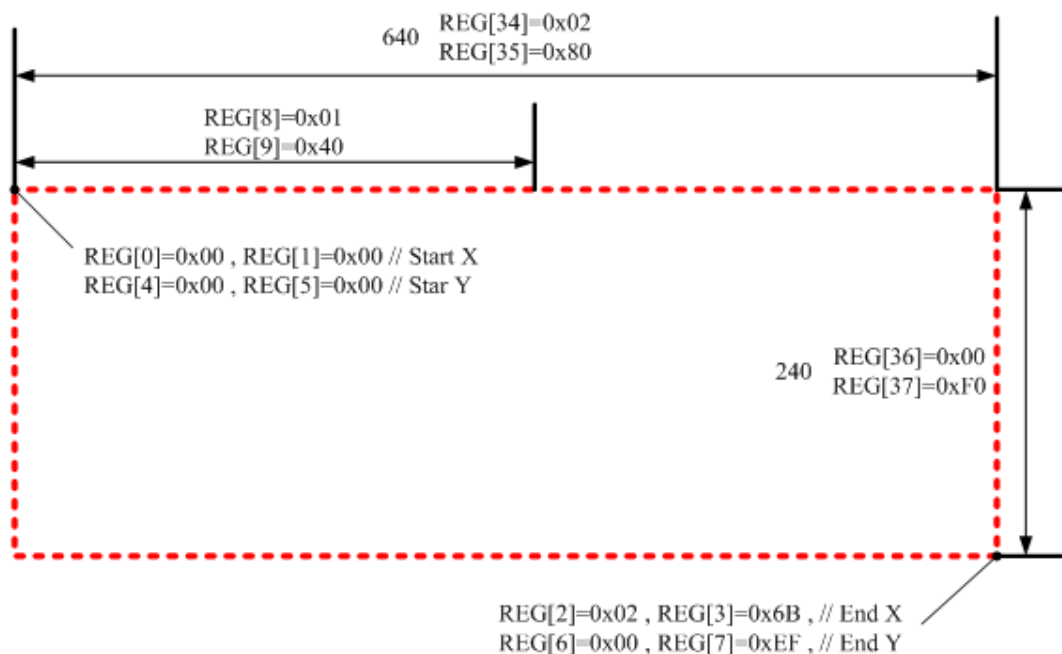 640 REG[34]=0x02
REG[35]=0x80
REG[8]=0x01
REG[9]=0x40
REG[0]=0x00 , REG[1]=0x00 // Start X
REG[4]=0x00 , REG[5]=0x00 // Star Y
240 REG[36]=0x00
REG[37]=0xF0
REG[2]=0x02 , REG[3]=0x6B , // End X
REG[6]=0x00 , REG[7]=0xEF , // End Y